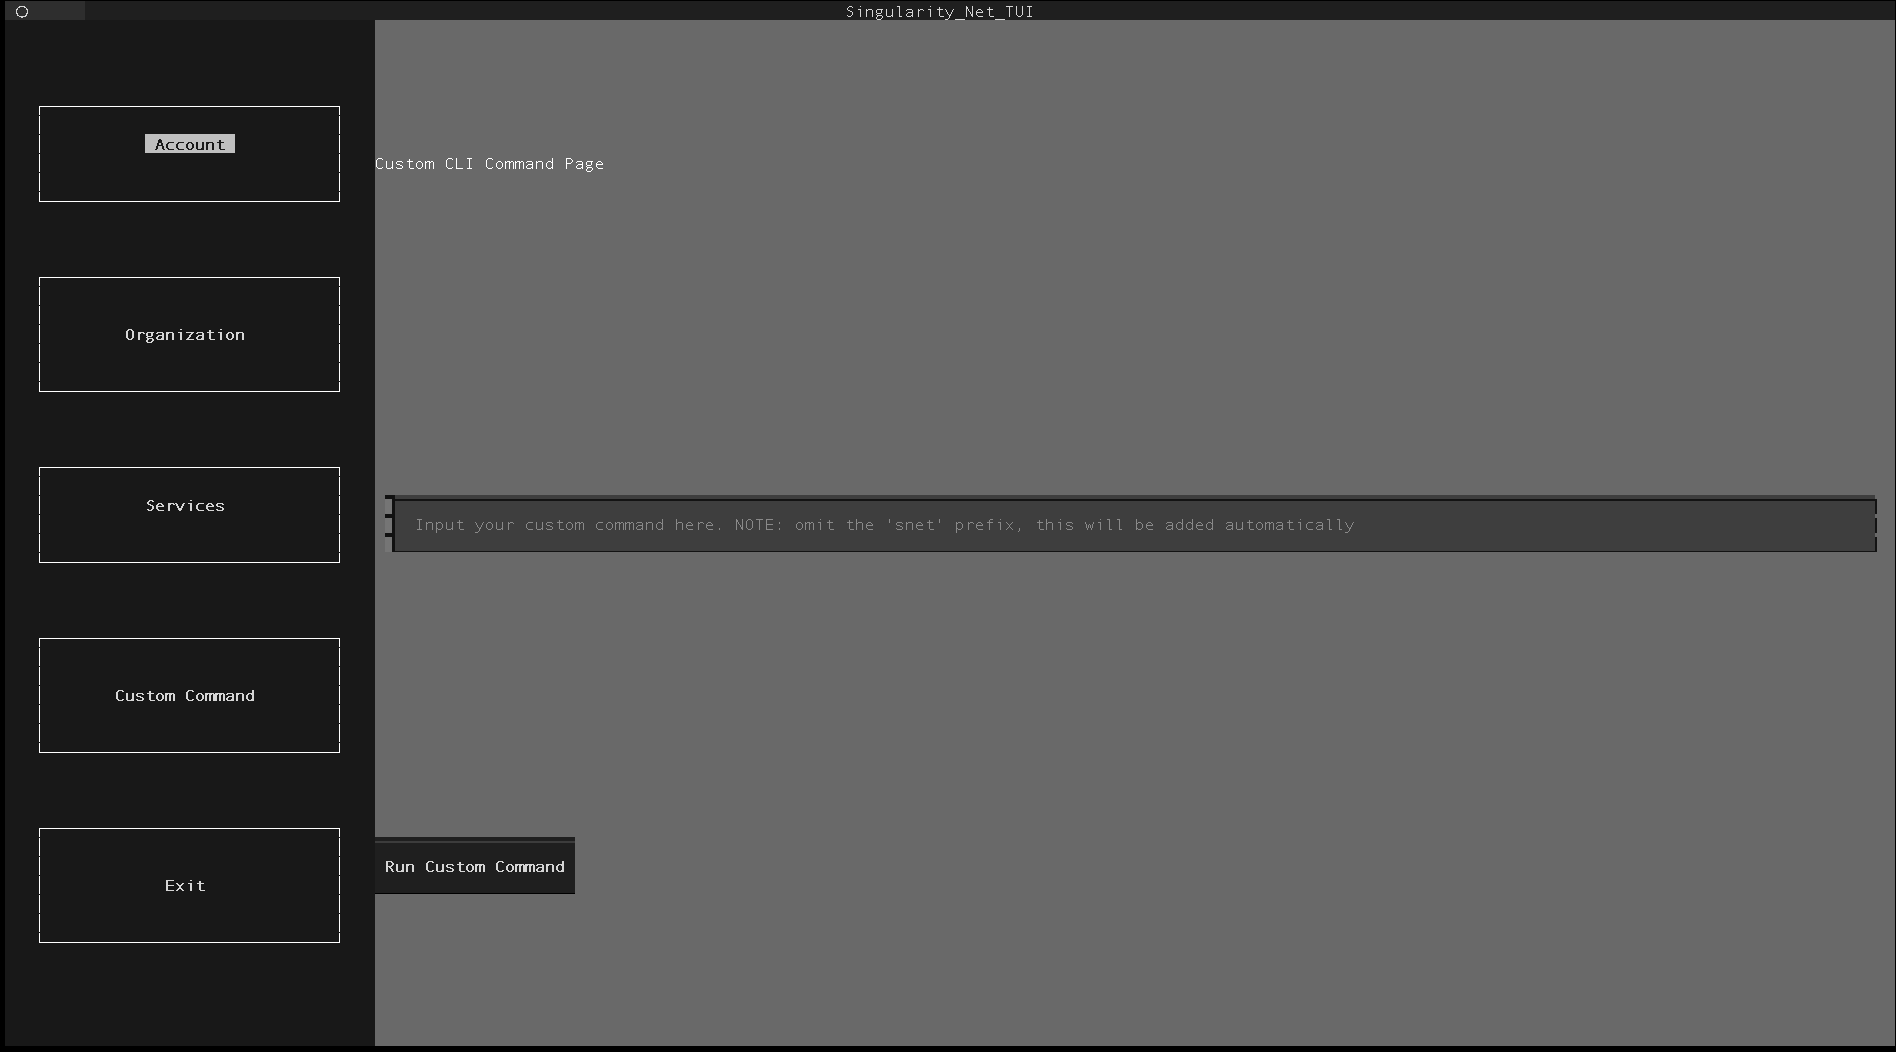 Singularity_Net_TUI
Account
Custom CLI Command Page
Organization
Services
Input your custom command here. NOTE: omit the 'snet' prefix, this will be added automatically
Custom Command
Exit
Run Custom Command